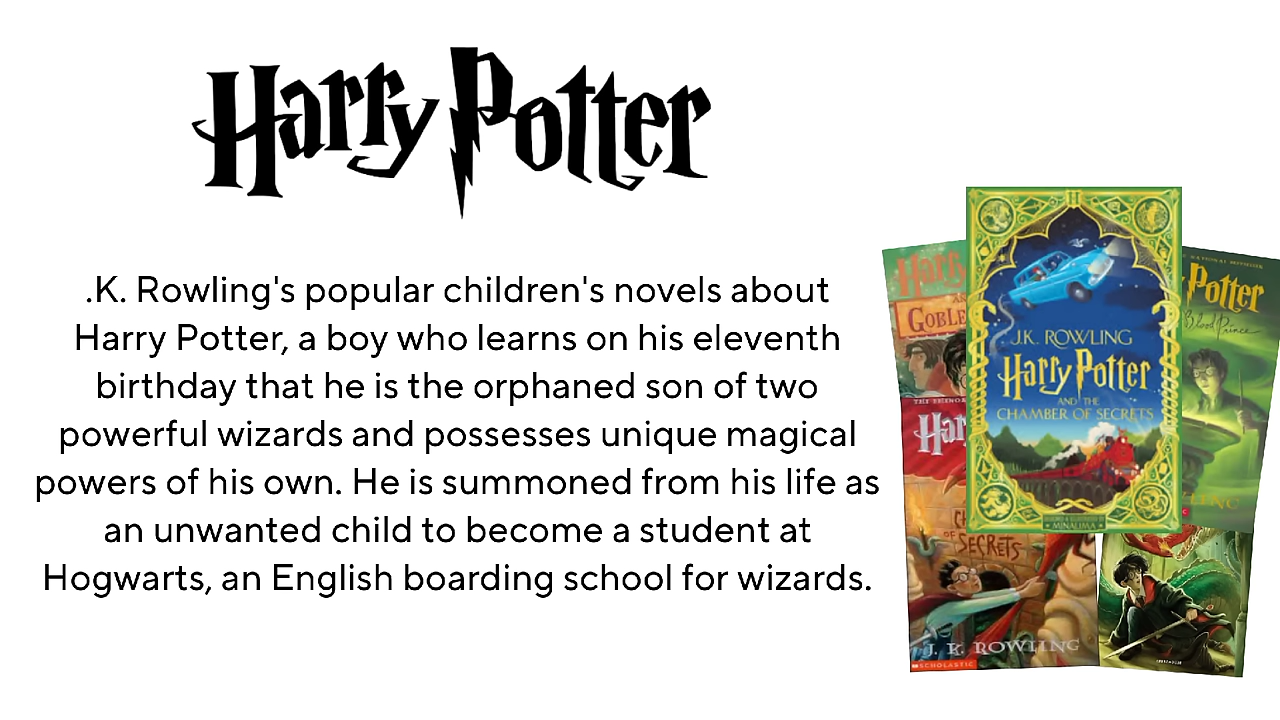 Harry Potter
.K. Rowling's popular children's novels about
Harry Potter, a boy who learns on his eleventh
birthday that he is the orphaned son of two
powerful wizards and possesses unique magical
powers of his own. He is summoned from his life as
an unwanted child to become a student at
Hogwarts, an English boarding school for wizards.
II
J.K. ROWLING
Harry Potter
AND THE
CHAMBER OF SECRETS
MINALIMA
Potter
Blood Prince
OF SECRETS
J. K. ROWLING
SCHOLASTIC